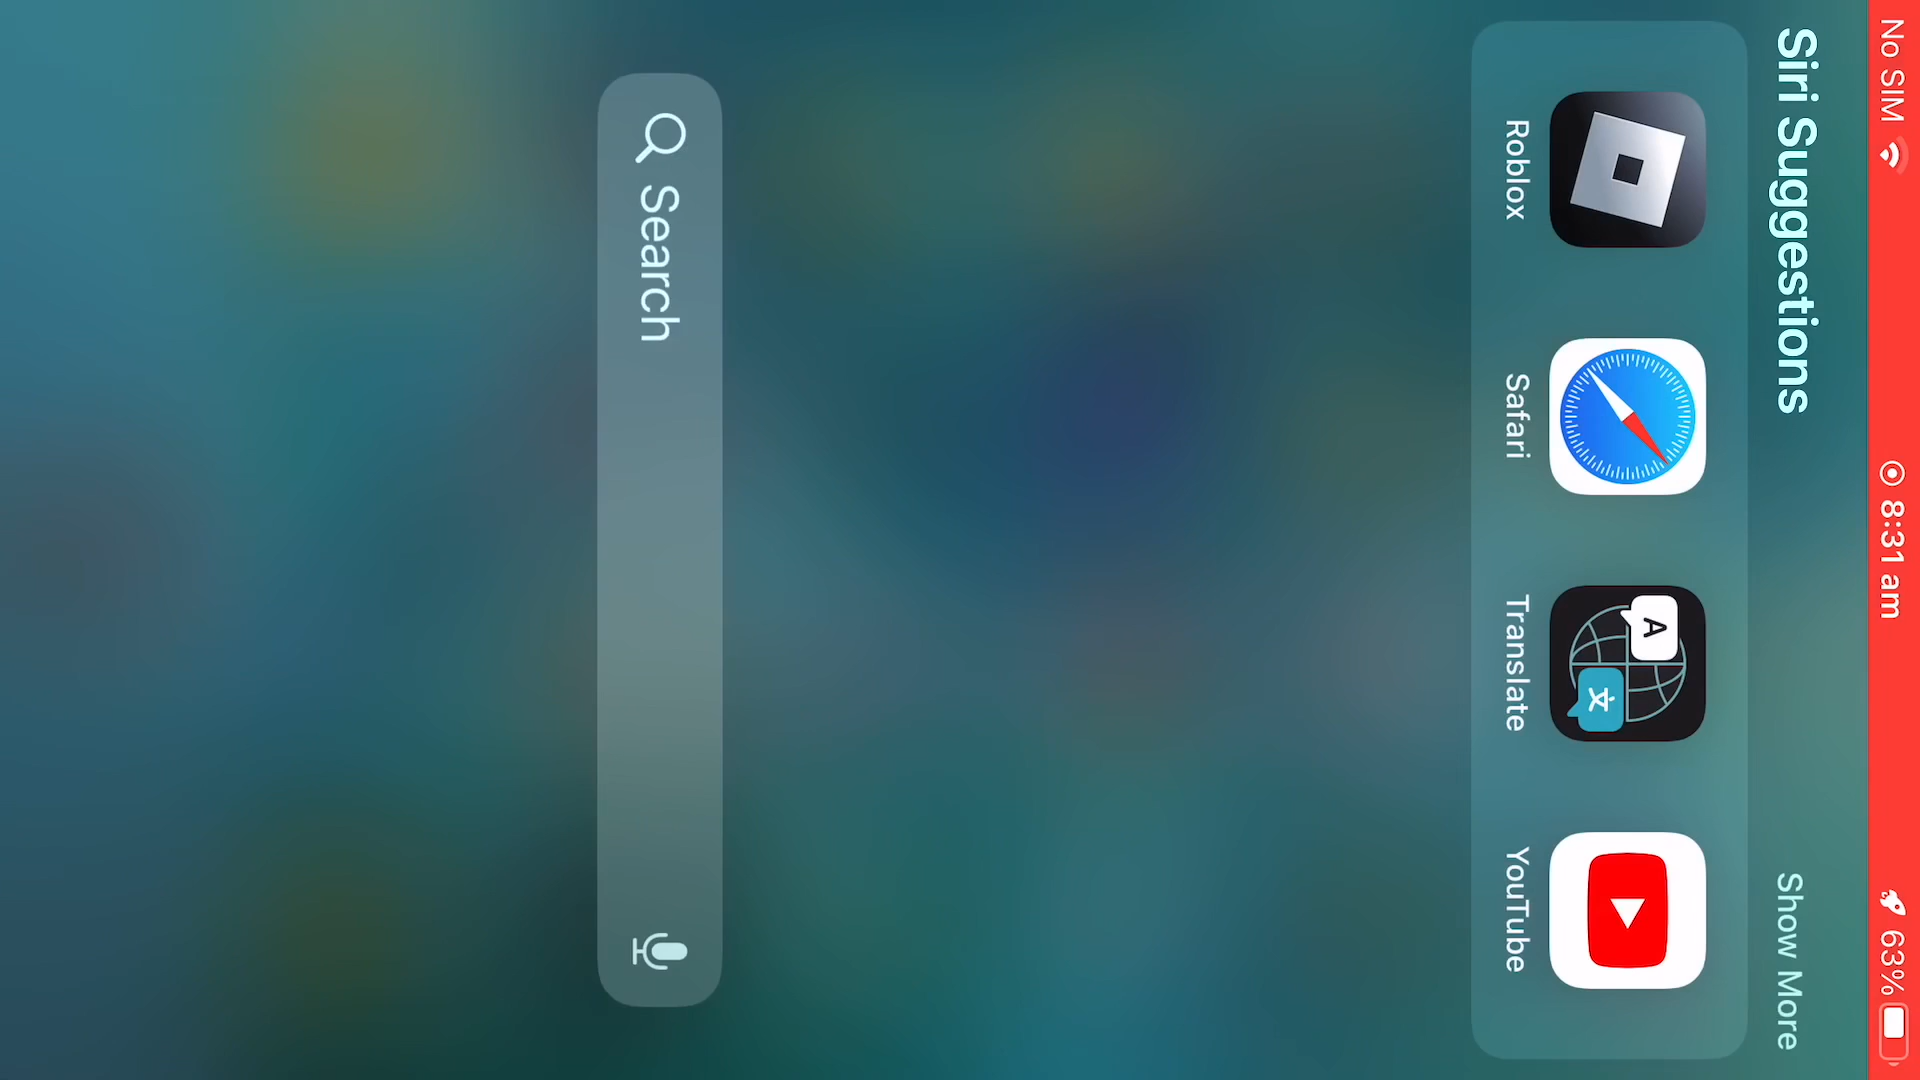 No SIM 8:31 am 63%
Siri Suggestions Show More
A 文
Roblox Safari Translate YouTube
Search